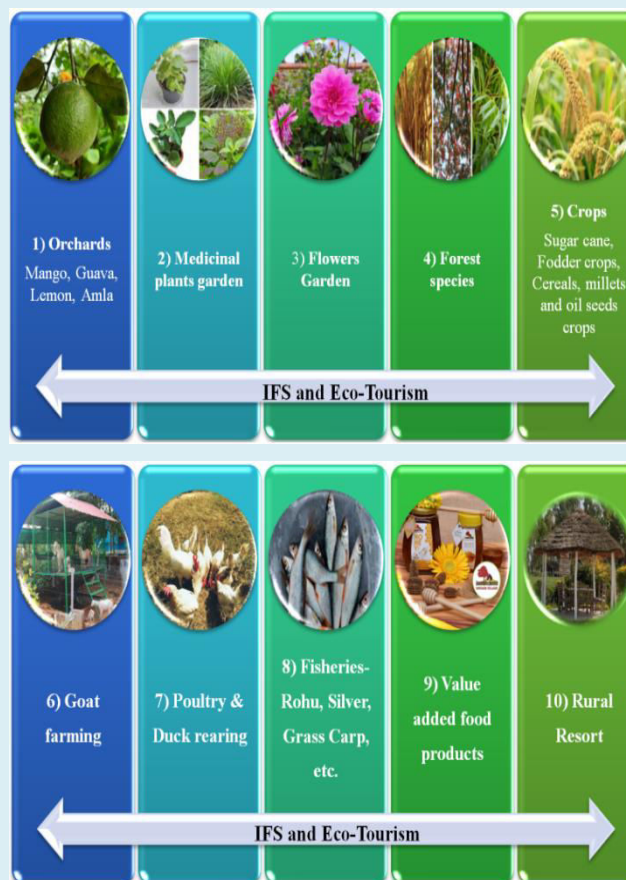 1) Orchards
Mango, Guava,
Lemon, Amla
2) Medicinal
plants garden
3) Flowers
Garden
4) Forest
species
5) Crops
Sugar cane,
Fodder crops,
Cereals, millets
and oil seeds
crops
IFS and Eco-Tourism
6) Goat
farming
7) Poultry &
Duck rearing
8) Fisheries-
Rohu, Silver,
Grass Carp,
etc.
9) Value
added food
products
10) Rural
Resort
IFS and Eco-Tourism